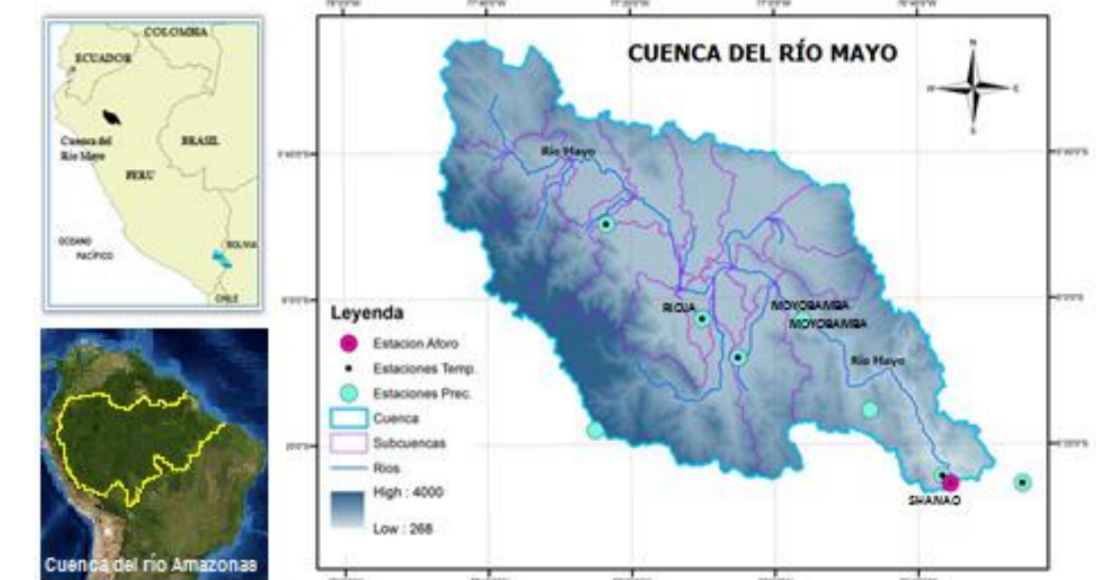 COLOMBIA
ECUADOR
Cuenca del
Río Mayo
BRASIL
PERU
OCEANO
PACÍFICO
BOLIVIA
CHILE
Cuenca del río Amazonas
CUENCA DEL RÍO MAYO
N
W
E
S
Río Mayo
RIOJA
MOYOBAMBA
MOYOBAMBA
Río Mayo
SHANAO
Leyenda
Estacion Aforo
Estaciones Temp.
Estaciones Prec.
Cuenca
Subcuencas
Rios
High : 4000
Low : 268